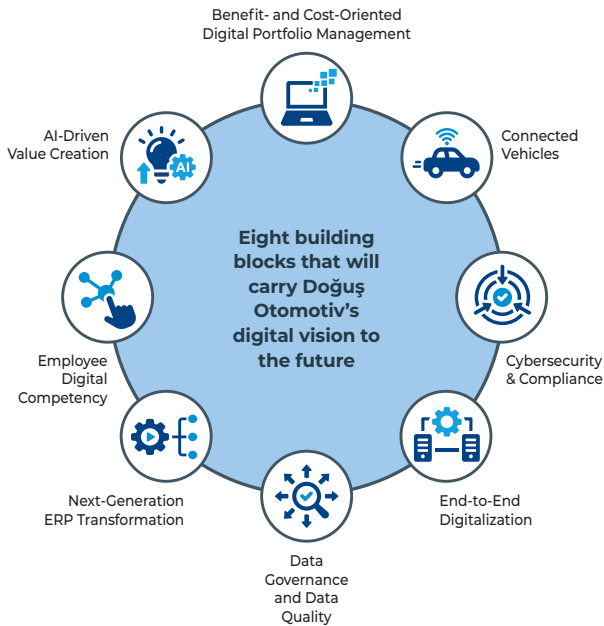 Benefit- and Cost-Oriented
Digital Portfolio Management
Connected
Vehicles
Cybersecurity
& Compliance
End-to-End
Digitalization
Data
Governance
and Data
Quality
Next-Generation
ERP Transformation
Employee
Digital
Competency
AI-Driven
Value Creation
AI
Eight building
blocks that will
carry Doğuş
Otomotiv's
digital vision to
the future